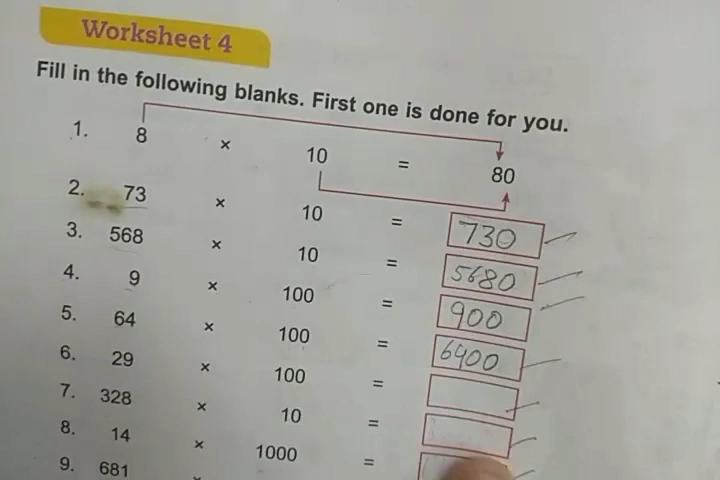 Worksheet 4
Fill in the following blanks. First one is done for you.
1. 8 × 10 = 80
2. 73 × 10 = 730
3. 568 × 10 = 5680
4. 9 × 100 = 900
5. 64 × 100 = 6400
6. 29 × 100 =
7. 328 × 10 =
8. 14 × 1000 =
9. 681 ×